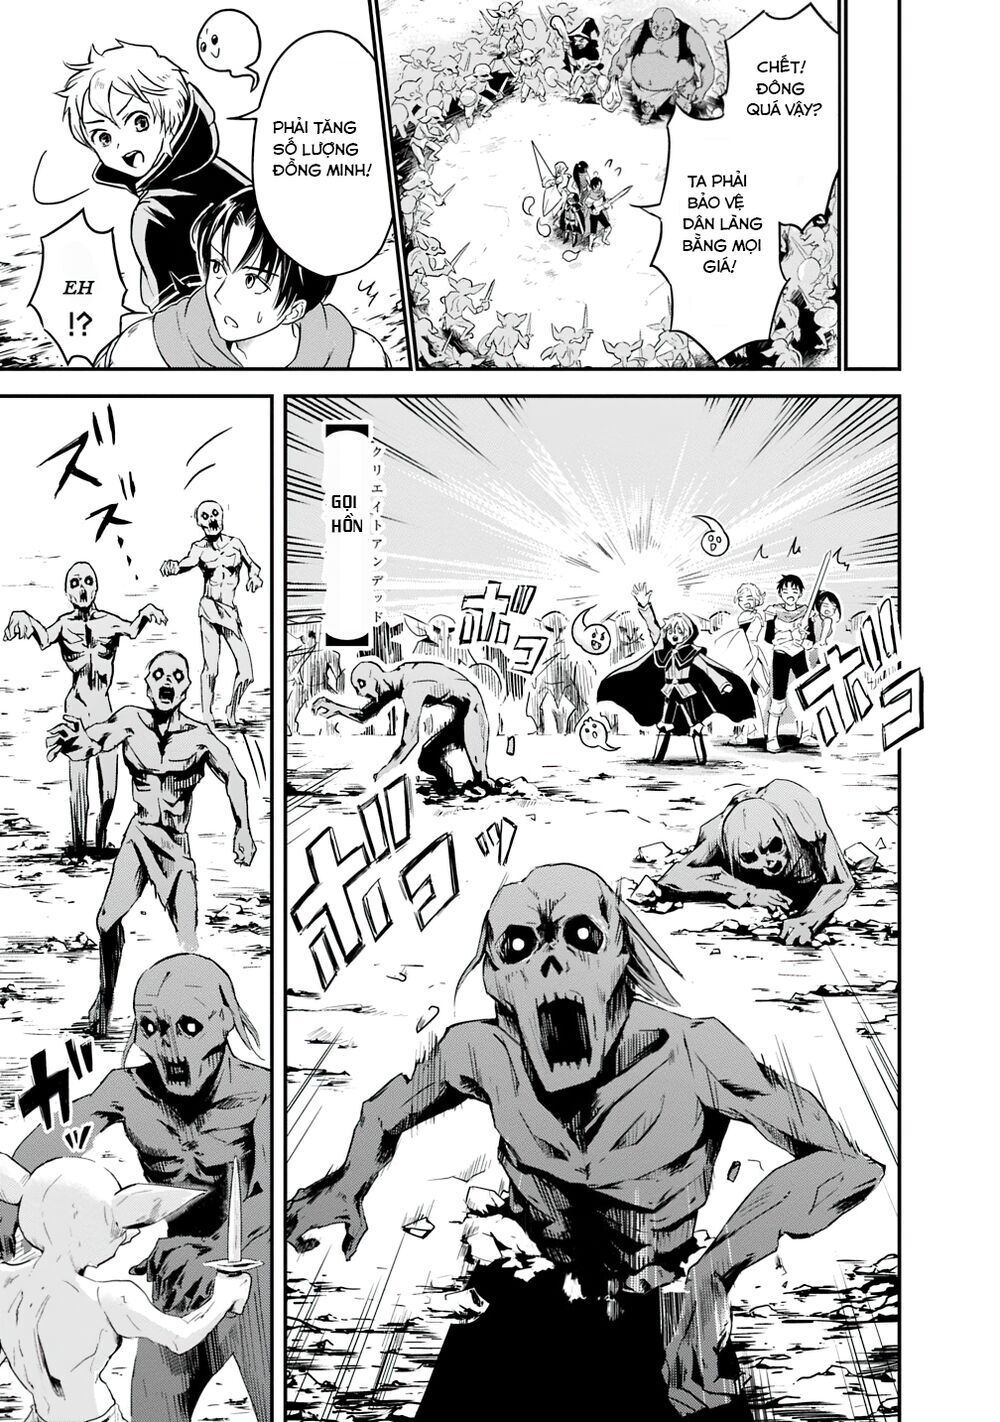 CHẾT!
ĐÔNG
QUÁ VẬY?
TA PHẢI
BẢO VỆ
DÂN LÀNG
BẰNG MỌI
GIÁ!
PHẢI TĂNG
SỐ LƯỢNG
ĐỒNG MINH!
EH
!?
クリエイトアンデッド
GỌI
HỒN
ボコ
ボコッ
ボコッ
ズ
ズ
ズ
ガッ